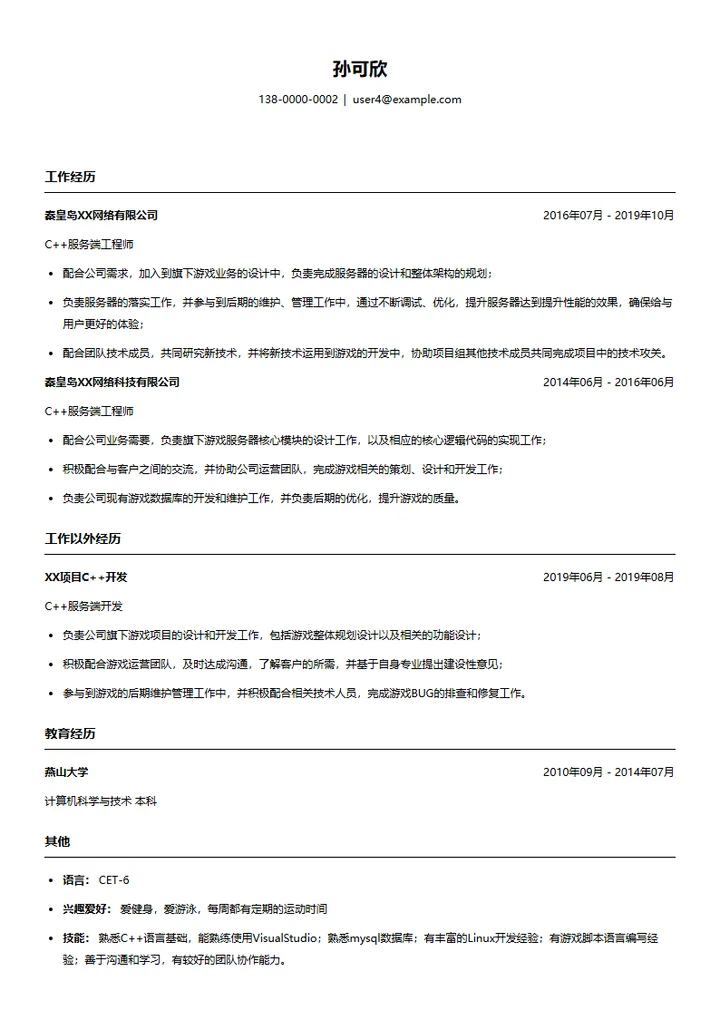 孙可欣
138-0000-0002 | user4@example.com
工作经历
秦皇岛XX网络有限公司 2016年07月 - 2019年10月
C++服务端工程师
• 配合公司需求，加入到旗下游戏业务的设计中，负责完成服务器的设计和整体架构的规划；
• 负责服务器的落实工作，并参与到后期的维护、管理工作中，通过不断调试、优化，提升服务器达到提升性能的效果，确保给与
用户更好的体验；
• 配合团队技术成员，共同研究新技术，并将新技术运用到游戏的开发中，协助项目组其他技术成员共同完成项目中的技术攻关。
秦皇岛XX网络科技有限公司 2014年06月 - 2016年06月
C++服务端工程师
• 配合公司业务需要，负责旗下游戏服务器核心模块的设计工作，以及相应的核心逻辑代码的实现工作；
• 积极配合与客户之间的交流，并协助公司运营团队，完成游戏相关的策划、设计和开发工作；
• 负责公司现有游戏数据库的开发和维护工作，并负责后期的优化，提升游戏的质量。
工作以外经历
XX项目C++开发 2019年06月 - 2019年08月
C++服务端开发
• 负责公司旗下游戏项目的设计和开发工作，包括游戏整体规划设计以及相关的功能设计；
• 积极配合游戏运营团队，及时达成沟通，了解客户的所需，并基于自身专业提出建设性意见；
• 参与到游戏的后期维护管理工作中，并积极配合相关技术人员，完成游戏BUG的排查和修复工作。
教育经历
燕山大学 2010年09月 - 2014年07月
计算机科学与技术 本科
其他
• 语言： CET-6
• 兴趣爱好： 爱健身，爱游泳，每周都有定期的运动时间
• 技能： 熟悉C++语言基础，能熟练使用VisualStudio；熟悉mysql数据库；有丰富的Linux开发经验；有游戏脚本语言编写经
验；善于沟通和学习，有较好的团队协作能力。